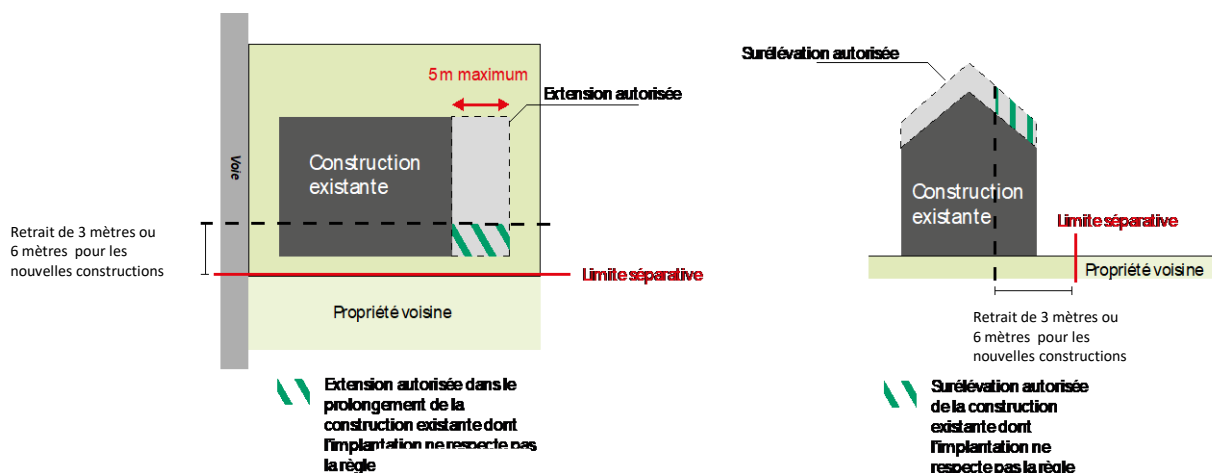 5m maximum
Extension autorisée
Voie
Construction
existante
Retrait de 3 mètres ou
6 mètres pour les
nouvelles constructions
Limite séparative
Propriété voisine
Extension autorisée dans le
prolongement de la
construction existante dont
l'implantation ne respecte pas
la règle
Surélévation autorisée
Construction
existante
Limite séparative
Propriété voisine
Retrait de 3 mètres ou
6 mètres pour les
nouvelles constructions
Surélévation autorisée
de la construction
existante dont
l'implantation ne
respecte pas la règle